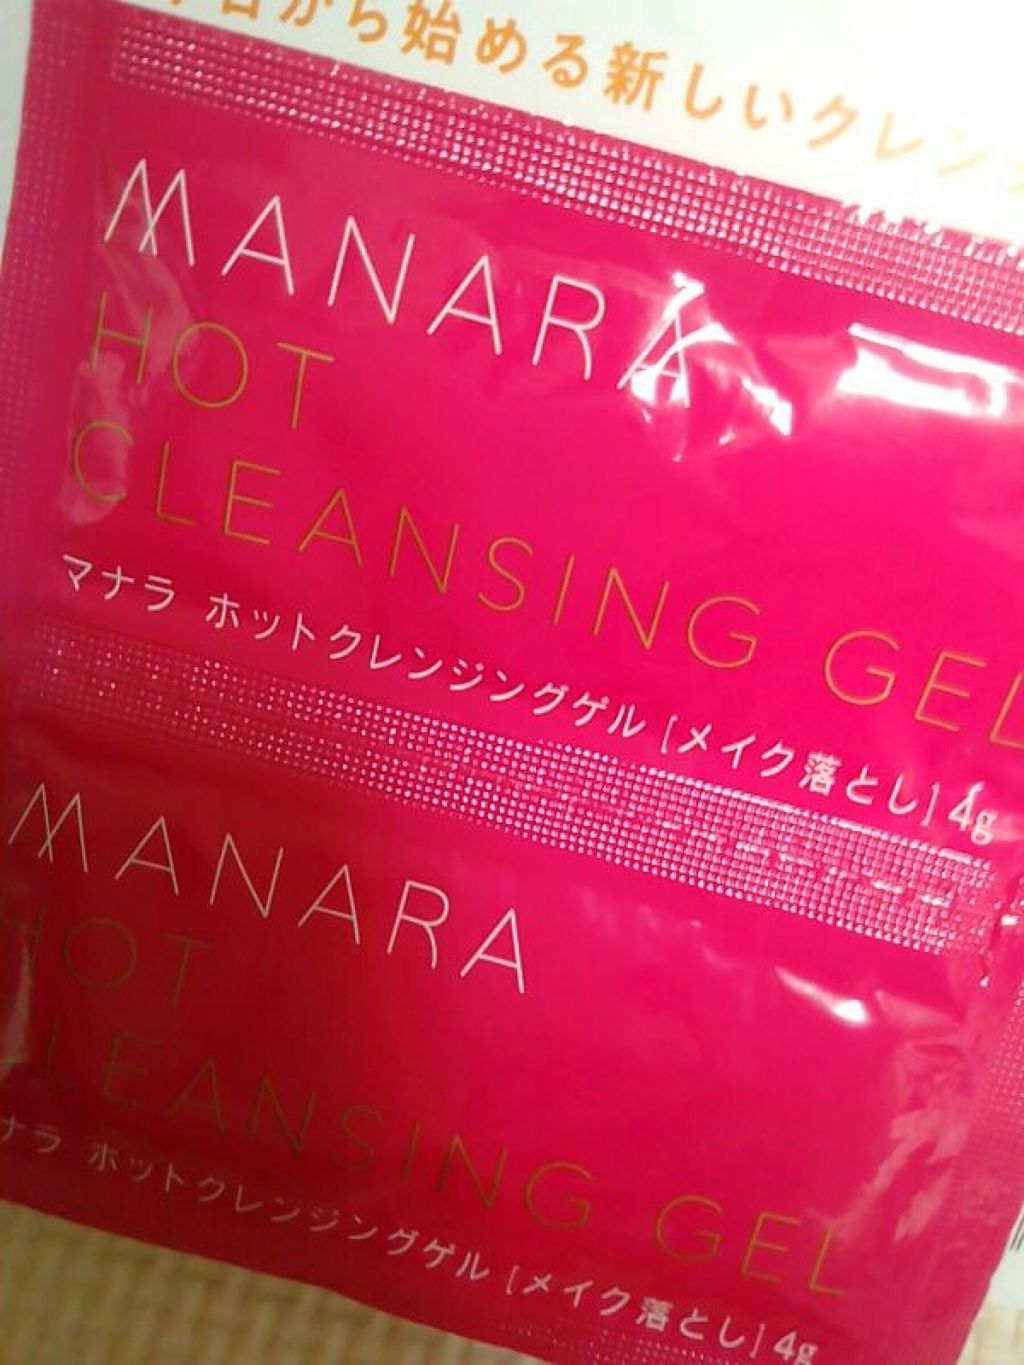 から始める新しいクレン
MANARA
HOT
CLEANSING GEL
マナラ ホットクレンジングゲル [メイク落とし] 4g
MANARA
HOT
CLEANSING GEL
ナラ ホットクレンジングゲル [メイク落とし] 4g